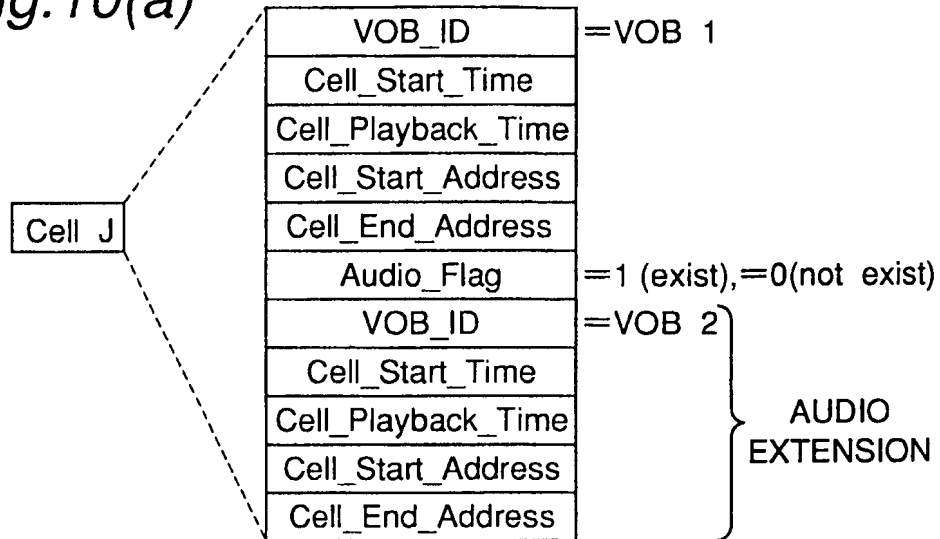 g.10(a)
VOB_ID =VOB 1
Cell_Start_Time
Cell_Playback_Time
Cell_Start_Address
Cell J
Cell_End_Address
Audio_Flag =1 (exist),=0(not exist)
VOB_ID =VOB 2
Cell_Start_Time
Cell_Playback_Time
AUDIO
EXTENSION
Cell_Start_Address
Cell_End_Address